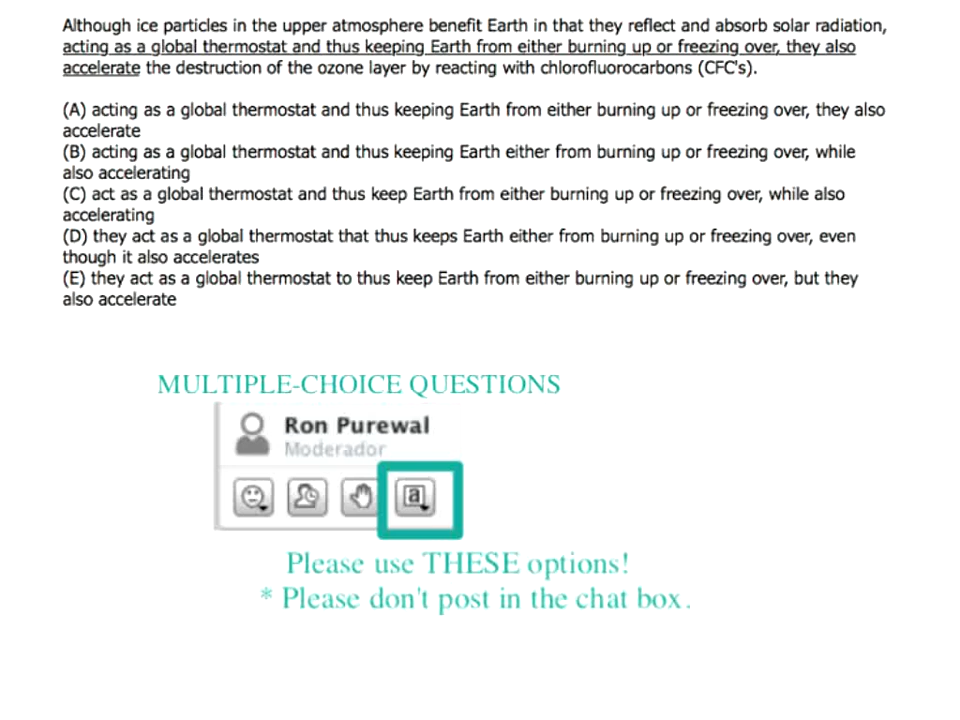 Although ice particles in the upper atmosphere benefit Earth in that they reflect and absorb solar radiation,
acting as a global thermostat and thus keeping Earth from either burning up or freezing over, they also
accelerate the destruction of the ozone layer by reacting with chlorofluorocarbons (CFC's).
(A) acting as a global thermostat and thus keeping Earth from either burning up or freezing over, they also
accelerate
(B) acting as a global thermostat and thus keeping Earth either from burning up or freezing over, while
also accelerating
(C) act as a global thermostat and thus keep Earth from either burning up or freezing over, while also
accelerating
(D) they act as a global thermostat that thus keeps Earth either from burning up or freezing over, even
though it also accelerates
(E) they act as a global thermostat to thus keep Earth from either burning up or freezing over, but they
also accelerate
MULTIPLE-CHOICE QUESTIONS
Ron Purewal
Moderador
a
Please use THESE options!
* Please don't post in the chat box.